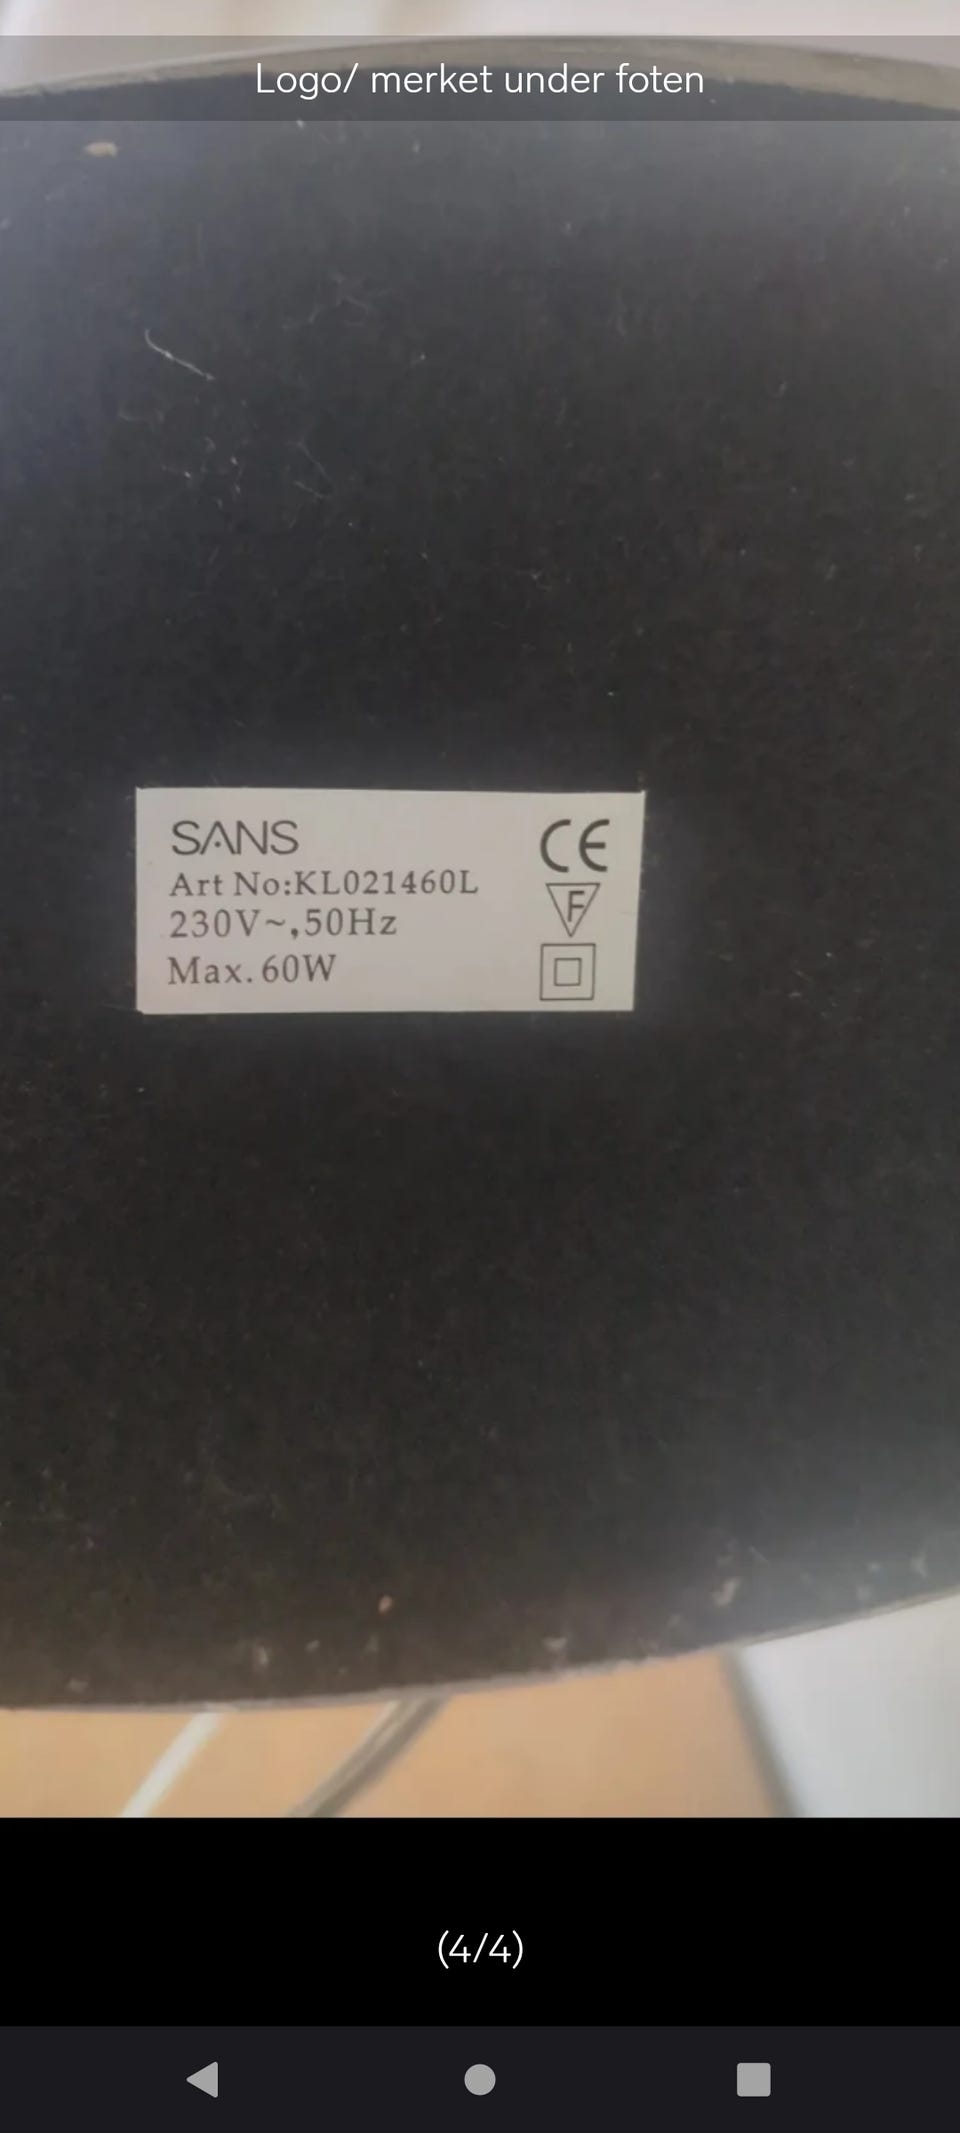 Logo/ merket under foten
SANS
Art No:KL021460L
230V~,50Hz
Max. 60W
CE
F
(4/4)